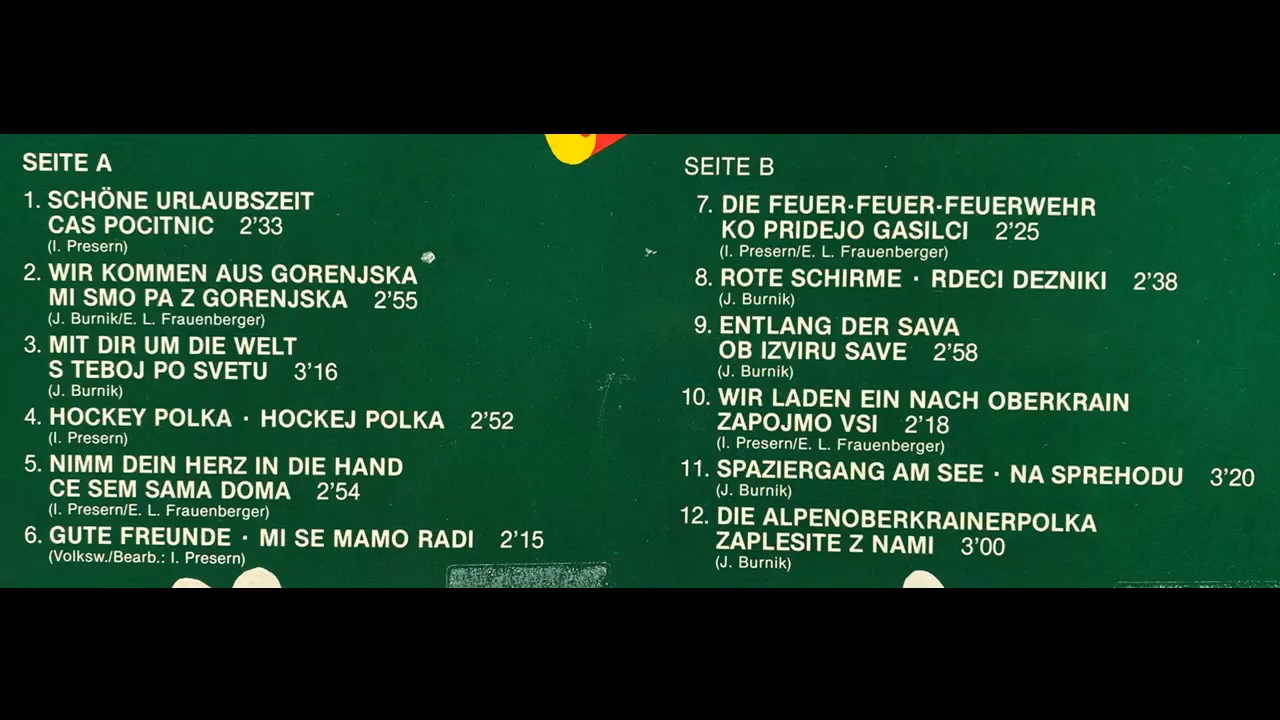 SEITE A
1. SCHÖNE URLAUBSZEIT
CAS POCITNIC 2'33
(I. Presern)
2. WIR KOMMEN AUS GORENJSKA
MI SMO PA Z GORENJSKA 2'55
(J. Burnik/E. L. Frauenberger)
3. MIT DIR UM DIE WELT
S TEBOJ PO SVETU 3'16
(J. Burnik)
4. HOCKEY POLKA · HOCKEJ POLKA 2'52
(I. Presern)
5. NIMM DEIN HERZ IN DIE HAND
CE SEM SAMA DOMA 2'54
(I. Presern/E. L. Frauenberger)
6. GUTE FREUNDE · MI SE MAMO RADI 2'15
(Volksw./Bearb.: I. Presern)
SEITE B
7. DIE FEUER-FEUER-FEUERWEHR
KO PRIDEJO GASILCI 2'25
(I. Presern/E. L. Frauenberger)
8. ROTE SCHIRME · RDECI DEZNIKI 2'38
(J. Burnik)
9. ENTLANG DER SAVA
OB IZVIRU SAVE 2'58
(J. Burnik)
10. WIR LADEN EIN NACH OBERKRAIN
ZAPOJMO VSI 2'18
(I. Presern/E. L. Frauenberger)
11. SPAZIERGANG AM SEE · NA SPREHODU 3'20
(J. Burnik)
12. DIE ALPENOBERKRAINERPOLKA
ZAPLESITE Z NAMI 3'00
(J. Burnik)